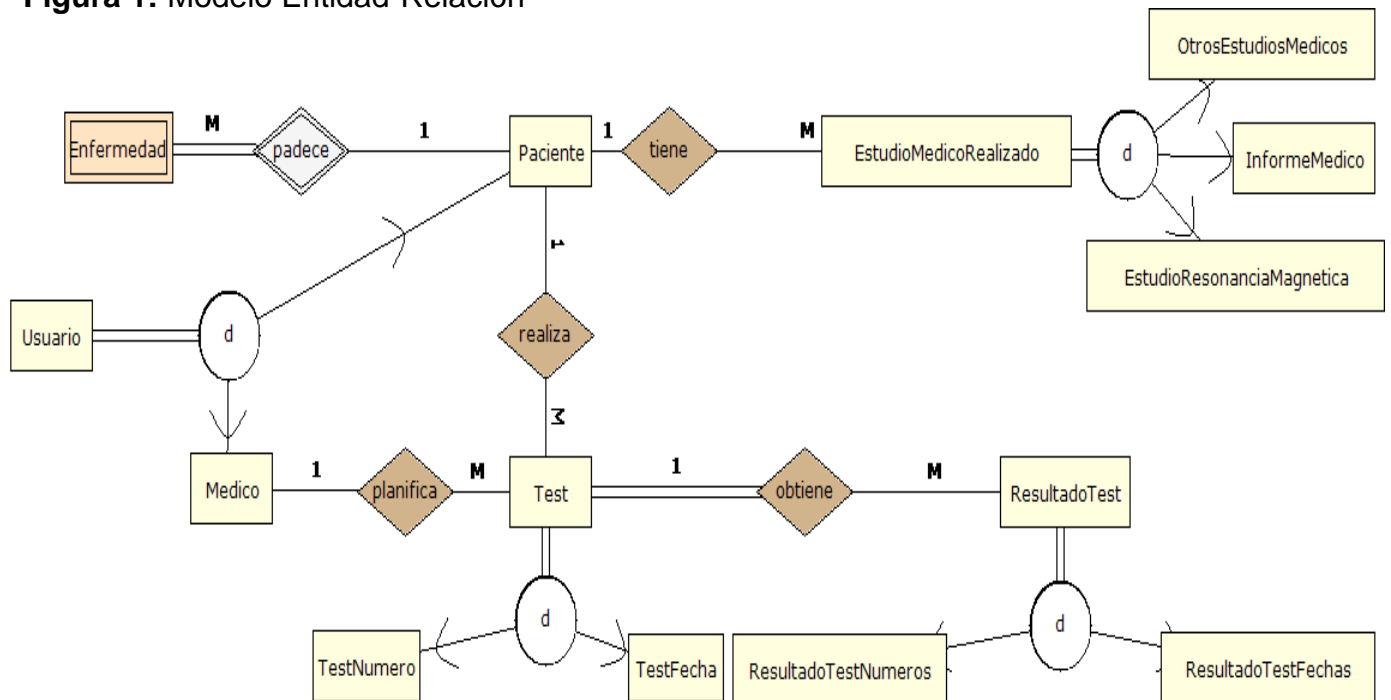 Figura 1: Modelo Entidad Relación
OtrosEstudiosMedicos
Enfermedad M padece 1 Paciente 1 tiene M EstudioMedicoRealizado d InformeMedico
EstudioResonanciaMagnetica
1
Usuario d realiza
M
Medico 1 planifica M Test 1 obtiene M ResultadoTest
d d
TestNumero TestFecha ResultadoTestNumeros ResultadoTestFechas